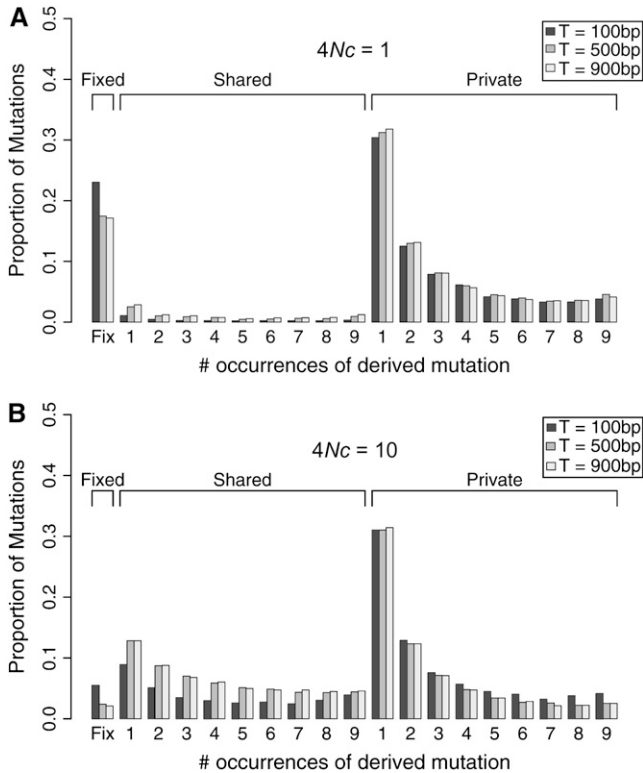 A
4Nc = 1
T = 100bp
T = 500bp
T = 900bp
Fixed Shared Private
Proportion of Mutations
0.5
0.4
0.3
0.2
0.1
0.0
Fix 1 2 3 4 5 6 7 8 9 1 2 3 4 5 6 7 8 9
# occurrences of derived mutation
B
4Nc = 10
T = 100bp
T = 500bp
T = 900bp
Fixed Shared Private
Proportion of Mutations
0.5
0.4
0.3
0.2
0.1
0.0
Fix 1 2 3 4 5 6 7 8 9 1 2 3 4 5 6 7 8 9
# occurrences of derived mutation